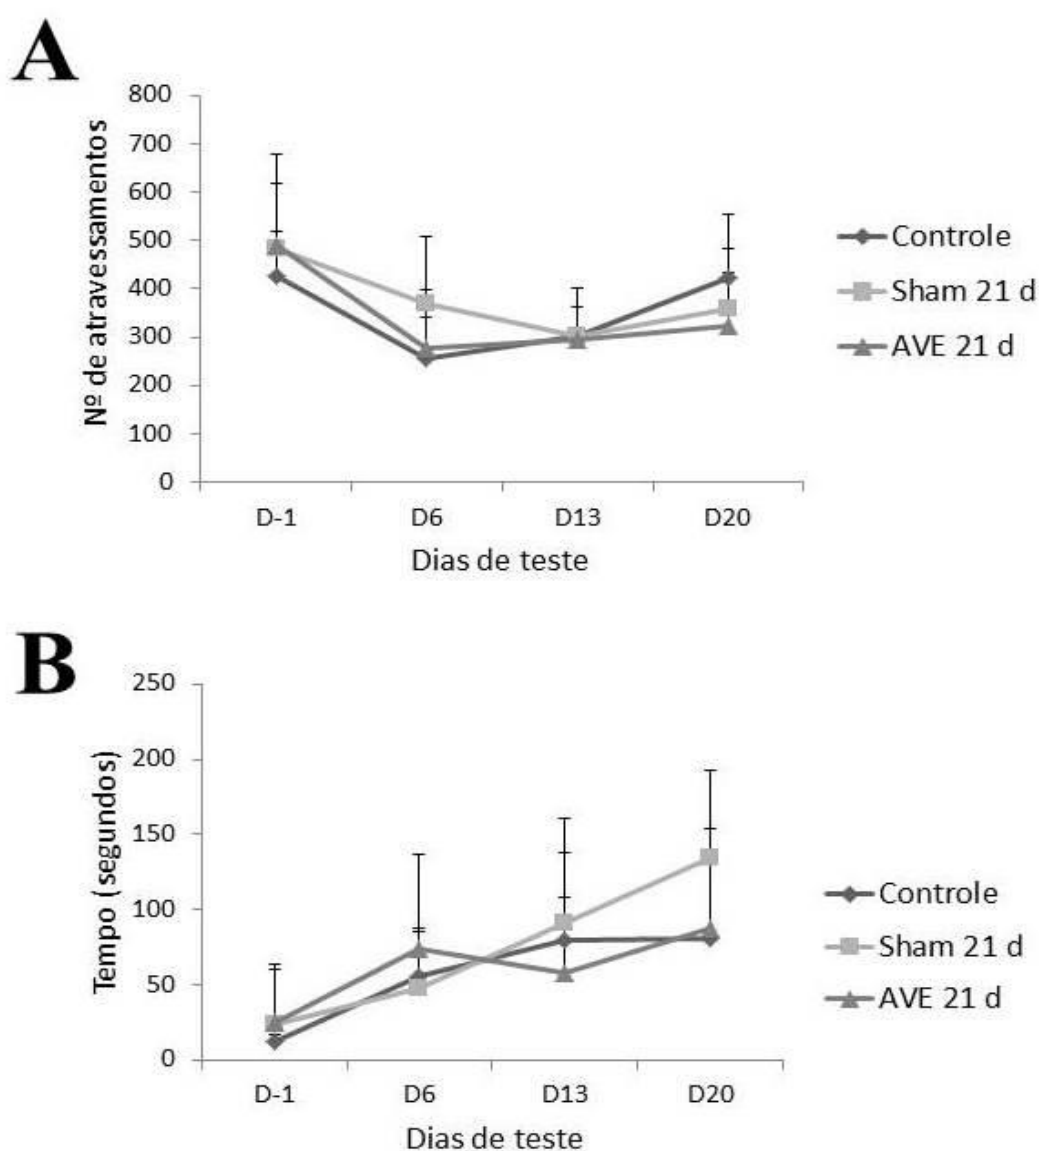 A
800
700
600
500
400
300
200
100
0
Nº de atravessamentos
D-1 D6 D13 D20
Dias de teste
Controle
Sham 21 d
AVE 21 d
B
250
200
150
100
50
0
Tempo (segundos)
D-1 D6 D13 D20
Dias de teste
Controle
Sham 21 d
AVE 21 d